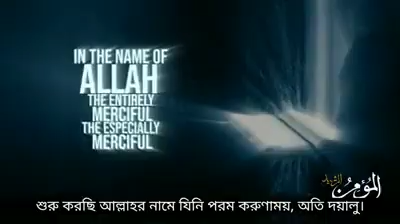 IN THE NAME OF
ALLAH
THE ENTIRELY
MERCIFUL
THE ESPECIALLY
MERCIFUL
শুরু করছি আল্লাহর নামে যিনি পরম করুণাময়, অতি দয়ালু।